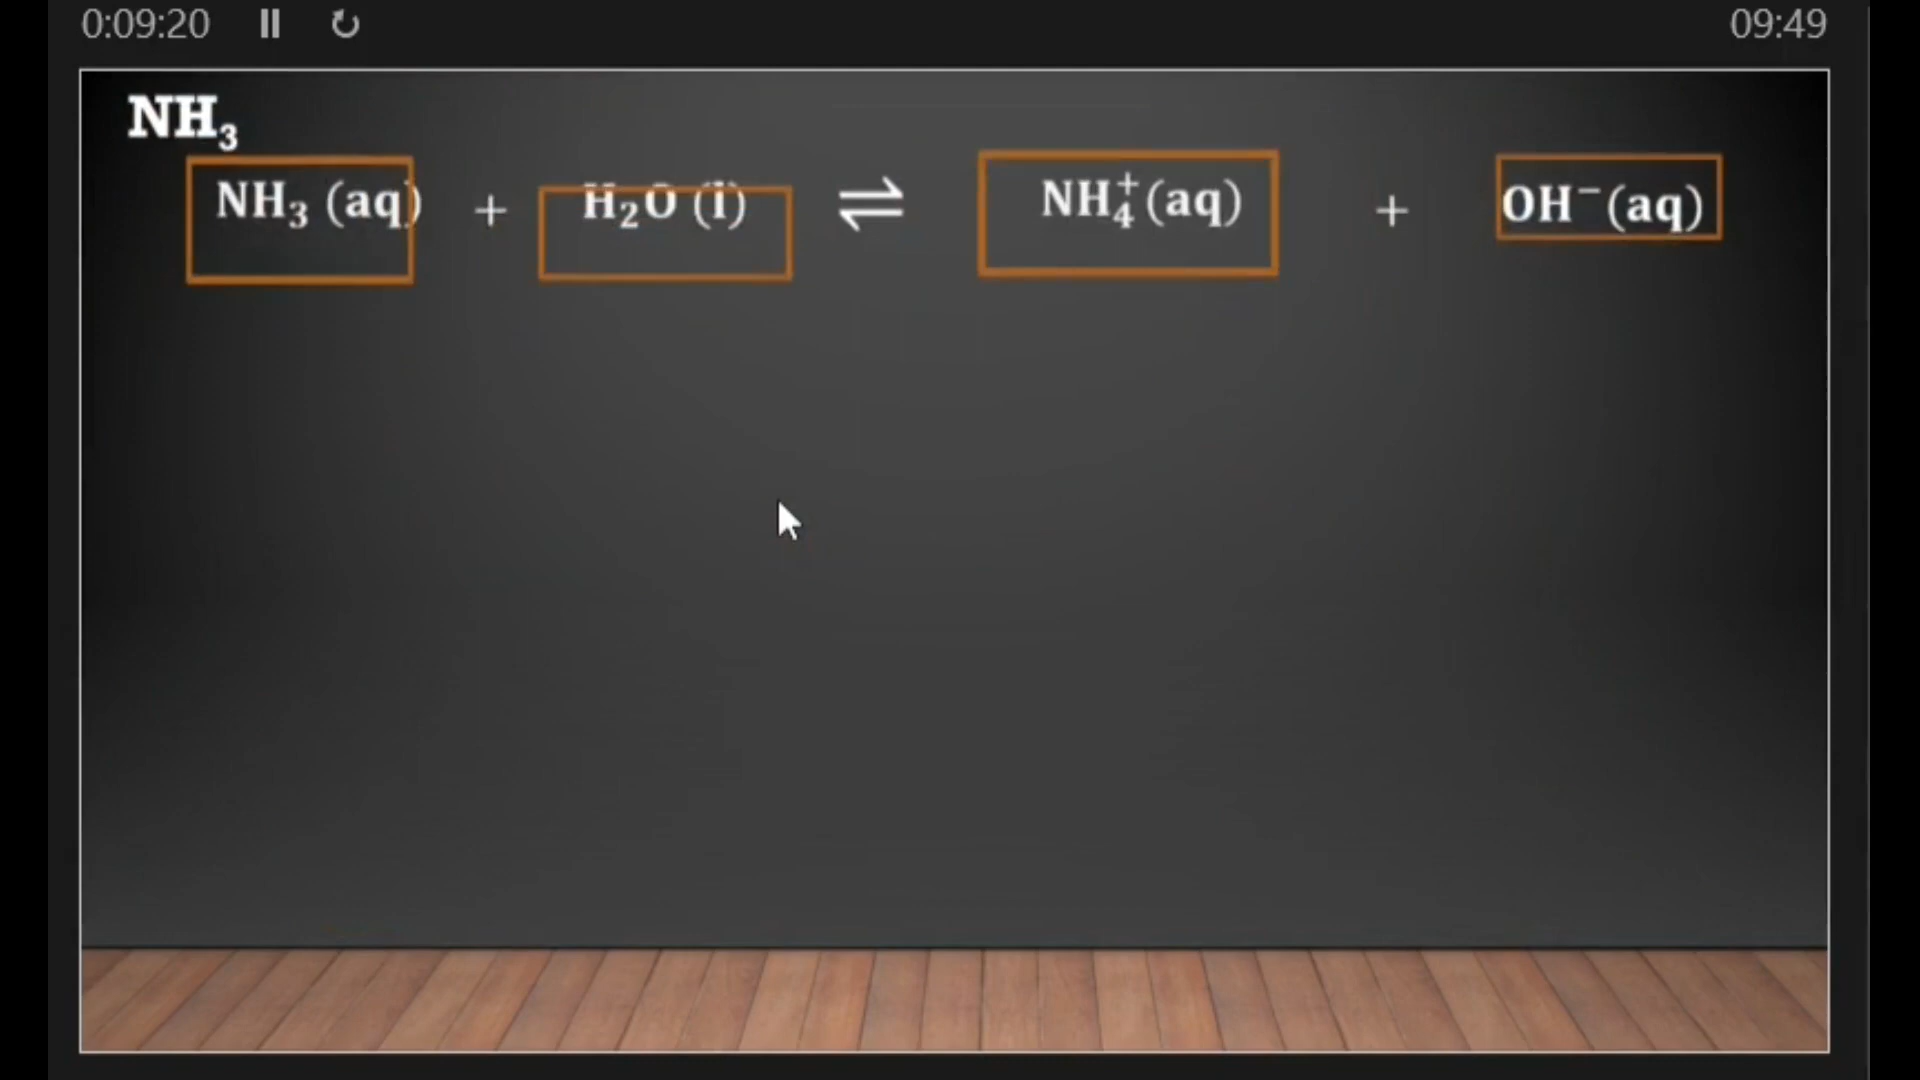 0:09:20 09:49
NH₃
NH₃ (aq) + H₂O (l) ⇌ NH₄⁺(aq) + OH⁻(aq)